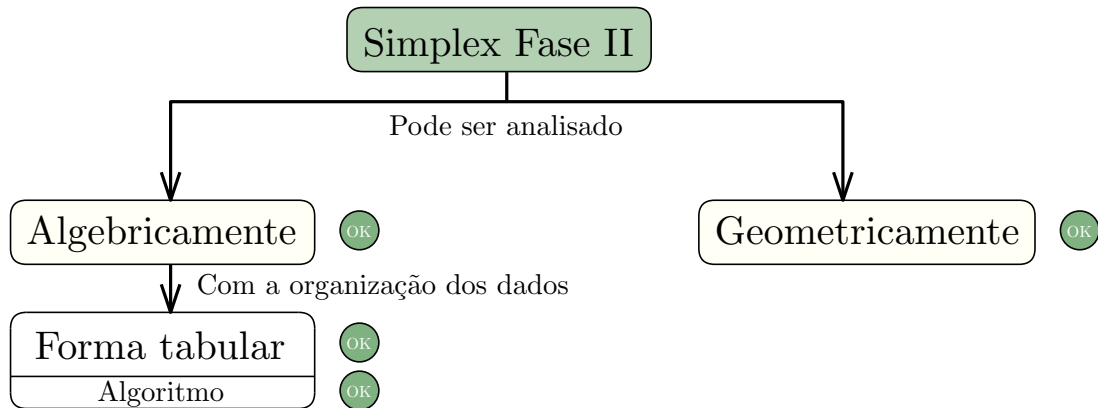 Simplex Fase II
Pode ser analisado
Algebricamente
OK
Geometricamente
OK
Com a organização dos dados
Forma tabular
OK
Algoritmo
OK